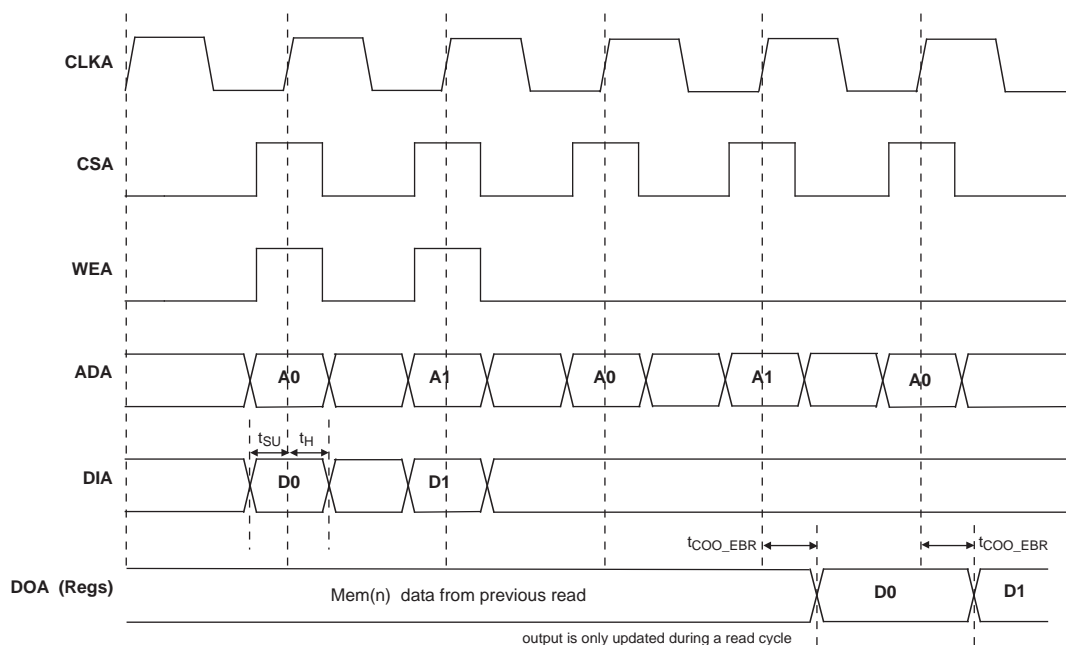 CLKA
CSA
WEA
ADA A0 A1 A0 A1 A0
tSU tH
DIA D0 D1
tCOO_EBR tCOO_EBR
DOA (Regs) Mem(n) data from previous read D0 D1
output is only updated during a read cycle